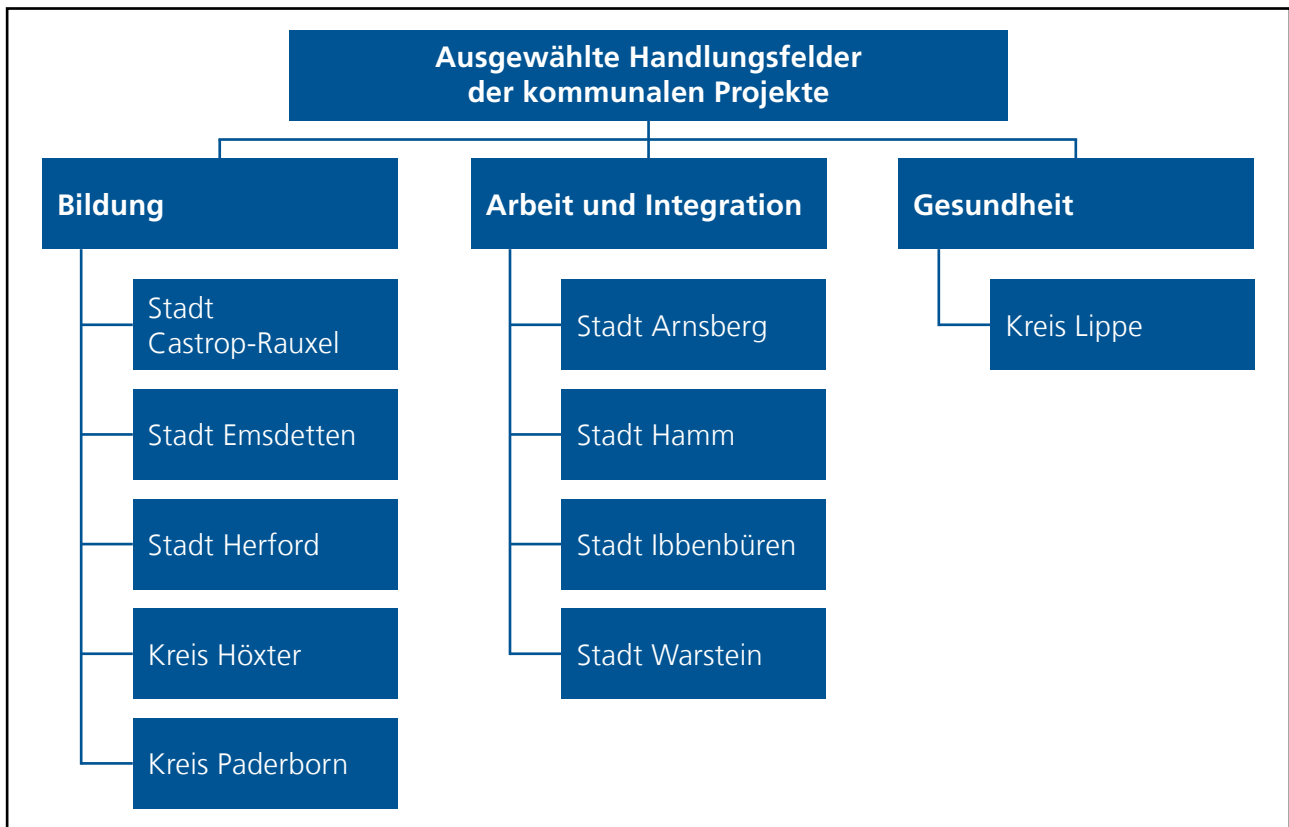 Ausgewählte Handlungsfelder
der kommunalen Projekte
Bildung
Stadt
Castrop-Rauxel
Stadt Emsdetten
Stadt Herford
Kreis Höxter
Kreis Paderborn
Arbeit und Integration
Stadt Arnsberg
Stadt Hamm
Stadt Ibbenbüren
Stadt Warstein
Gesundheit
Kreis Lippe